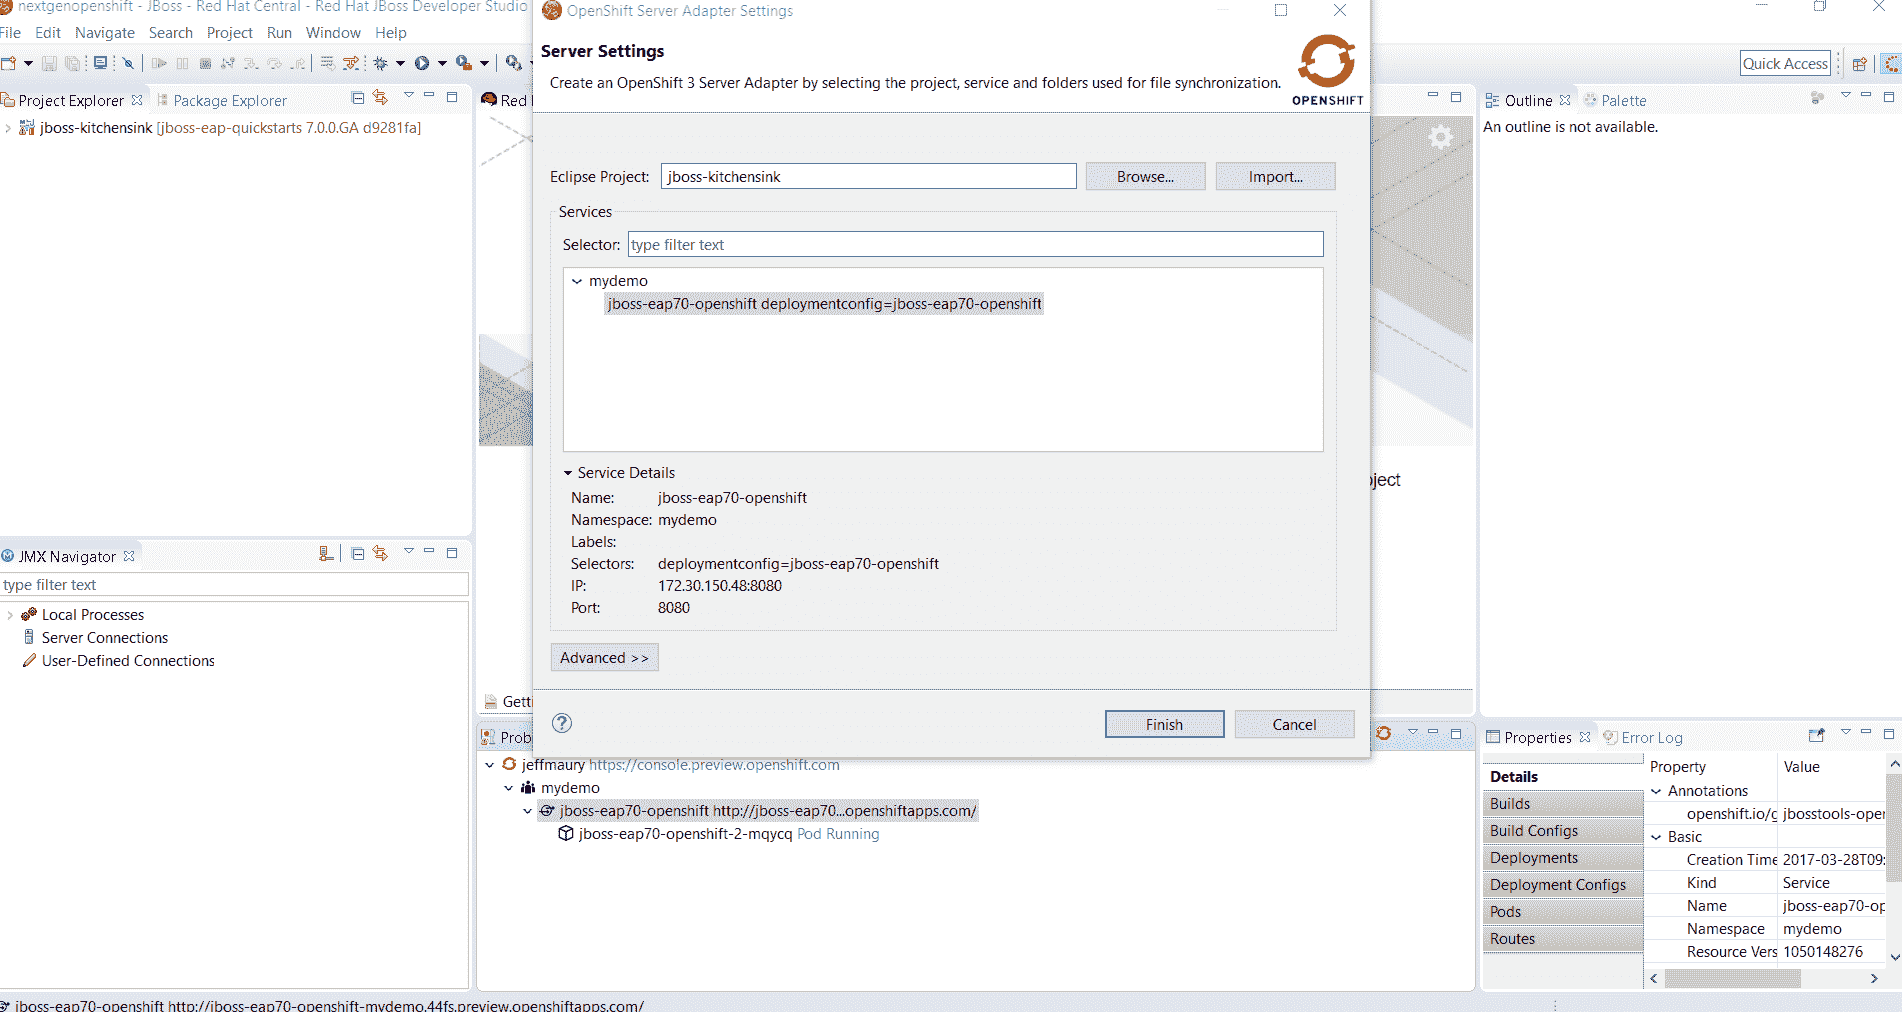 nextgenopenshift - JBoss - Red Hat Central - Red Hat JBoss Developer Studio
File Edit Navigate Search Project Run Window Help
Quick Access
Project Explorer
Package Explorer
jboss-kitchensink [jboss-eap-quickstarts 7.0.0.GA d9281fa]
JMX Navigator
type filter text
Local Processes
Server Connections
User-Defined Connections
Red
OpenShift Server Adapter Settings
Server Settings
Create an OpenShift 3 Server Adapter by selecting the project, service and folders used for file synchronization.
OPENSHIFT
Eclipse Project: jboss-kitchensink Browse... Import...
Services
Selector: type filter text
mydemo
jboss-eap70-openshift deploymentconfig=jboss-eap70-openshift
Service Details
Name: jboss-eap70-openshift
Namespace: mydemo
Labels:
Selectors: deploymentconfig=jboss-eap70-openshift
IP: 172.30.150.48:8080
Port: 8080
Advanced >>
Finish Cancel
ject
Getti
Prob
jeffmaury https://console.preview.openshift.com
mydemo
jboss-eap70-openshift http://jboss-eap70...openshiftapps.com/
jboss-eap70-openshift-2-mqycq Pod Running
Outline
Palette
An outline is not available.
Properties
Error Log
Details
Builds
Build Configs
Deployments
Deployment Configs
Pods
Routes
Property Value
Annotations
openshift.io/g jbosstools-oper
Basic
Creation Time 2017-03-28T09:
Kind Service
Name jboss-eap70-op
Namespace mydemo
Resource Vers 1050148276
jboss-eap70-openshift http://jboss-eap70-openshift-mydemo.44fs.preview.openshiftapps.com/